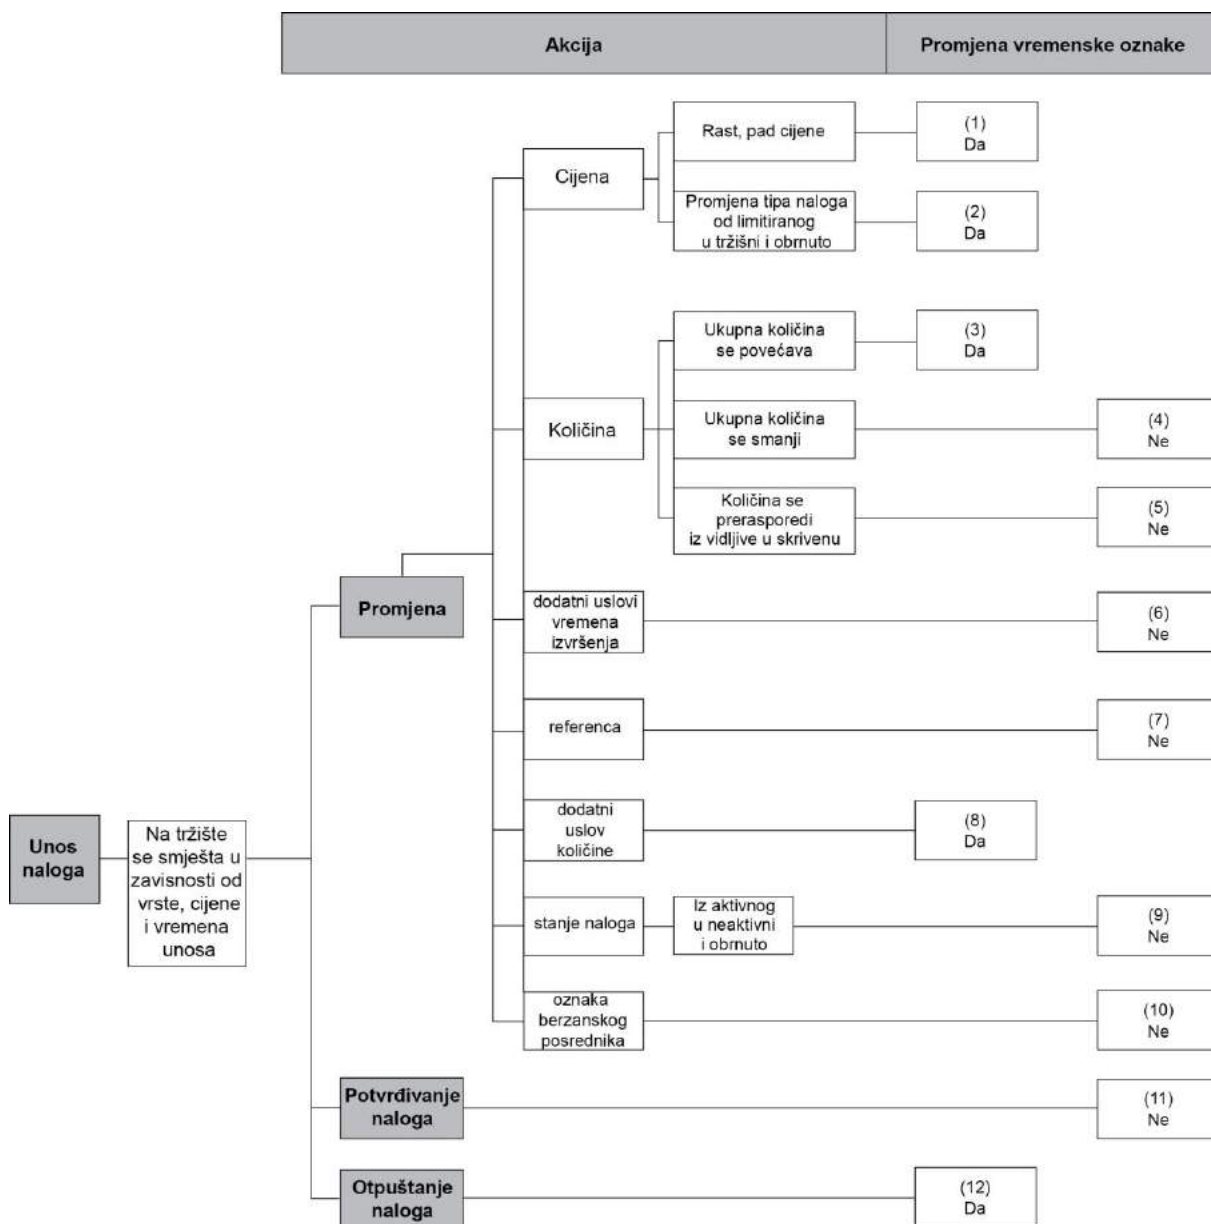 Akcija
Promjena vremenske oznake
Cijena
Rast, pad cijene
(1)
Da
Promjena tipa naloga
od limitiranog
u tržišni i obrnuto
(2)
Da
Količina
Ukupna količina
se povećava
(3)
Da
Ukupna količina
se smanji
(4)
Ne
Količina se
prerasporedi
iz vidljive u skrivenu
(5)
Ne
Promjena
dodatni uslovi
vremena
izvršenja
(6)
Ne
referenca
(7)
Ne
Unos
naloga
Na tržište
se smješta u
zavisnosti od
vrste, cijene
i vremena
unosa
dodatni
uslov
količine
(8)
Da
stanje naloga
Iz aktivnog
u neaktivni
i obrnuto
(9)
Ne
oznaka
berzanskog
posrednika
(10)
Ne
Potvrđivanje
naloga
(11)
Ne
Otpuštanje
naloga
(12)
Da